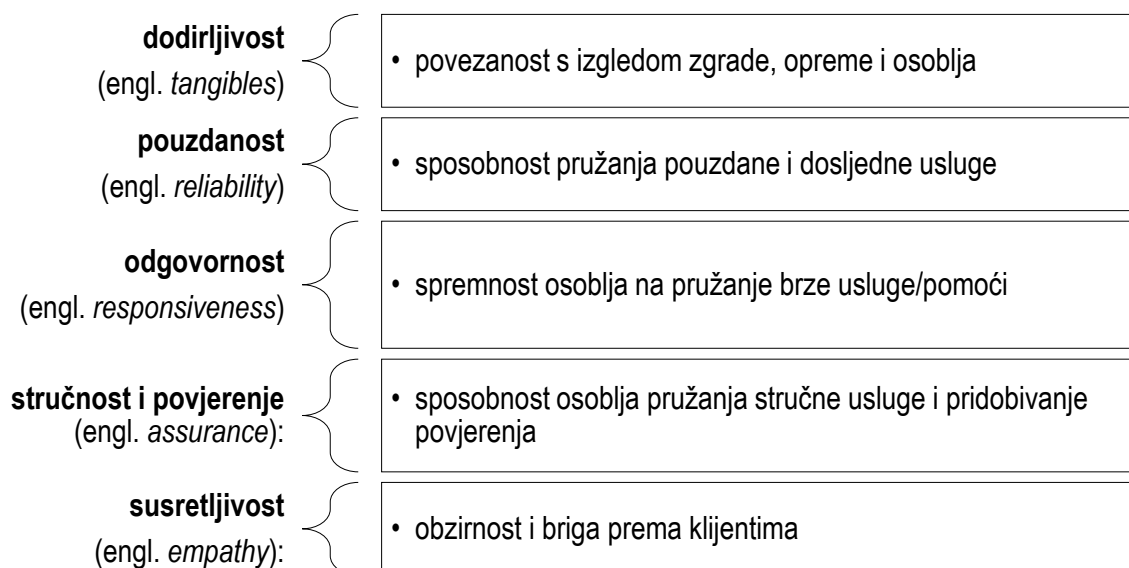 dodirljivost
(engl. tangibles)
• povezanost s izgledom zgrade, opreme i osoblja
pouzdanost
(engl. reliability)
• sposobnost pružanja pouzdane i dosljedne usluge
odgovornost
(engl. responsiveness)
• spremnost osoblja na pružanje brze usluge/pomoći
stručnost i povjerenje
(engl. assurance):
• sposobnost osoblja pružanja stručne usluge i pridobivanje
povjerenja
susretljivost
(engl. empathy):
• obzirnost i briga prema klijentima